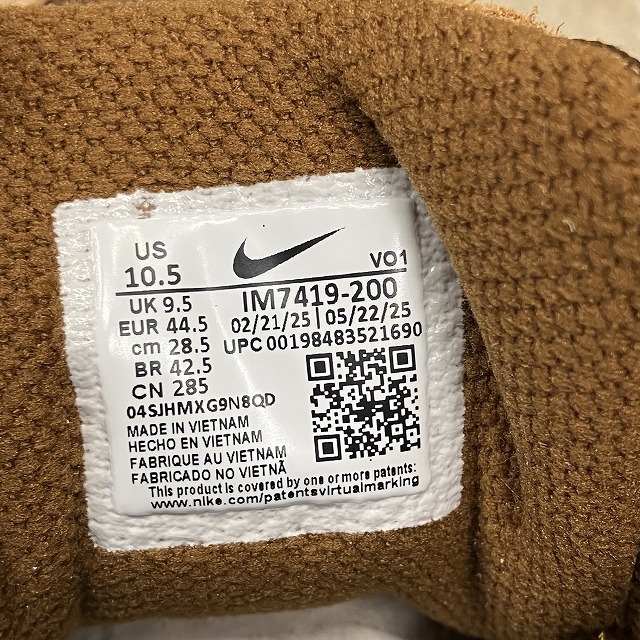 US
10.5
VO1
UK 9.5
IM7419-200
EUR 44.5
02/21/25 | 05/22/25
cm 28.5
UPC 00198483521690
BR 42.5
CN 285
04SJHMXG9N8QD
MADE IN VIETNAM
HECHO EN VIETNAM
FABRIQUE AU VIETNAM
FABRICADO NO VIETNÃ
This product is covered by one or more patents:
www.nike.com/patentsvirtualmarking